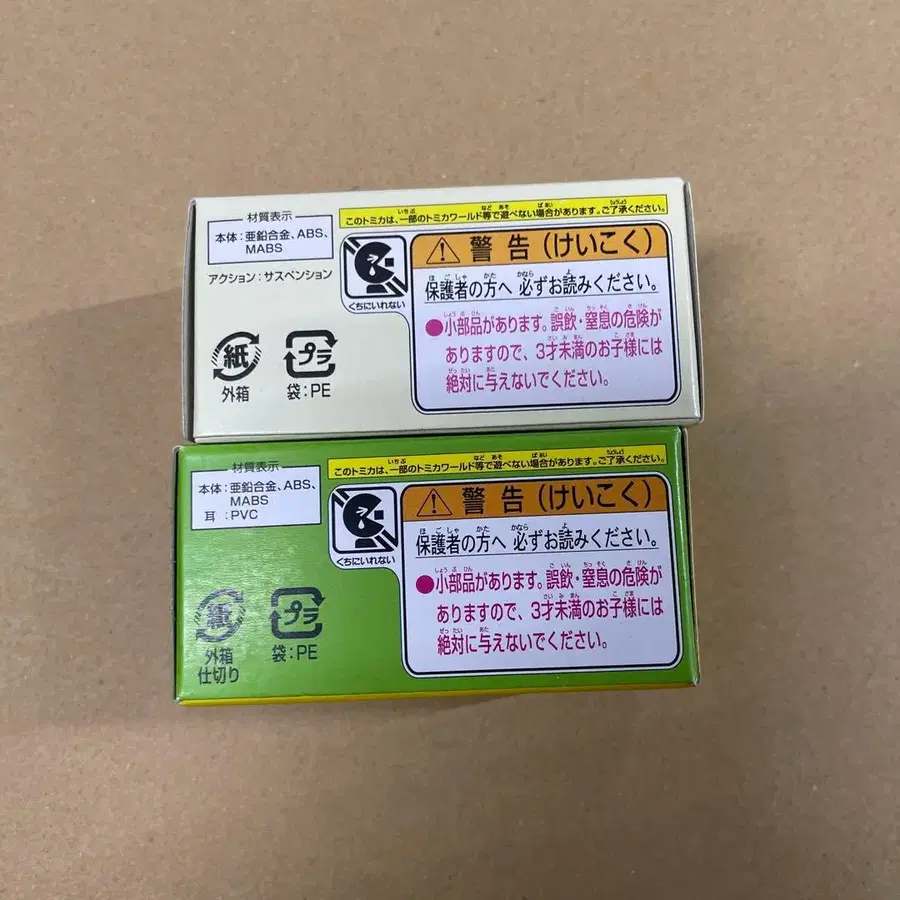 材質表示
本体：亜鉛合金、ABS、
MABS
アクション：サスペンション
紙
外箱
プラ
袋：PE
このトミカは、一部のトミカワールド等で遊べない場合があります。ご了承ください。
くちにいれない
警告（けいこく）
保護者の方へ 必ずお読みください。
●小部品があります。誤飲・窒息の危険が
ありますので、3才未満のお子様には
絶対に与えないでください。
材質表示
本体：亜鉛合金、ABS、
MABS
耳：PVC
紙
外箱
仕切り
プラ
袋：PE
このトミカは、一部のトミカワールド等で遊べない場合があります。ご了承ください。
くちにいれない
警告（けいこく）
保護者の方へ 必ずお読みください。
●小部品があります。誤飲・窒息の危険が
ありますので、3才未満のお子様には
絶対に与えないでください。